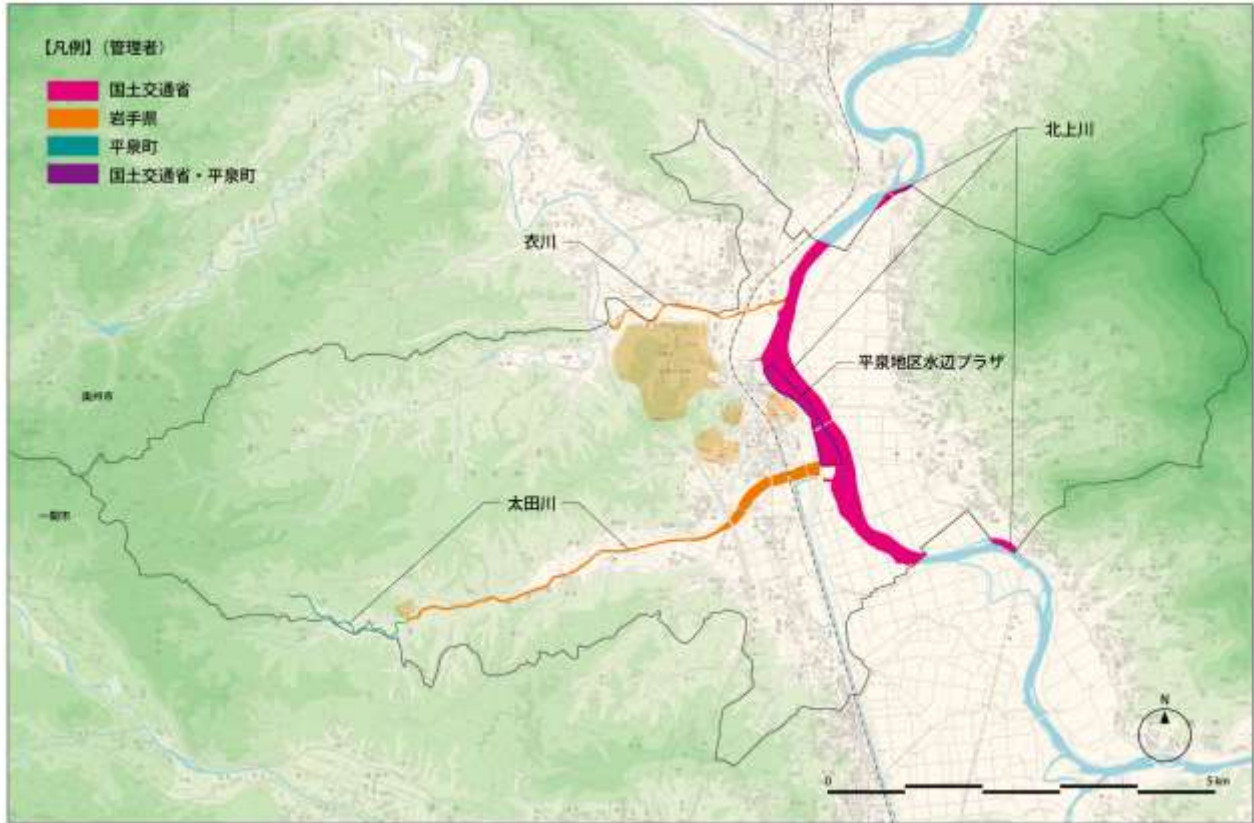 【凡例】(管理者)
国土交通省
岩手県
平泉町
国土交通省・平泉町
北上川
衣川
平泉地区水辺プラザ
奥州市
一関市
太田川
N
0
5 km